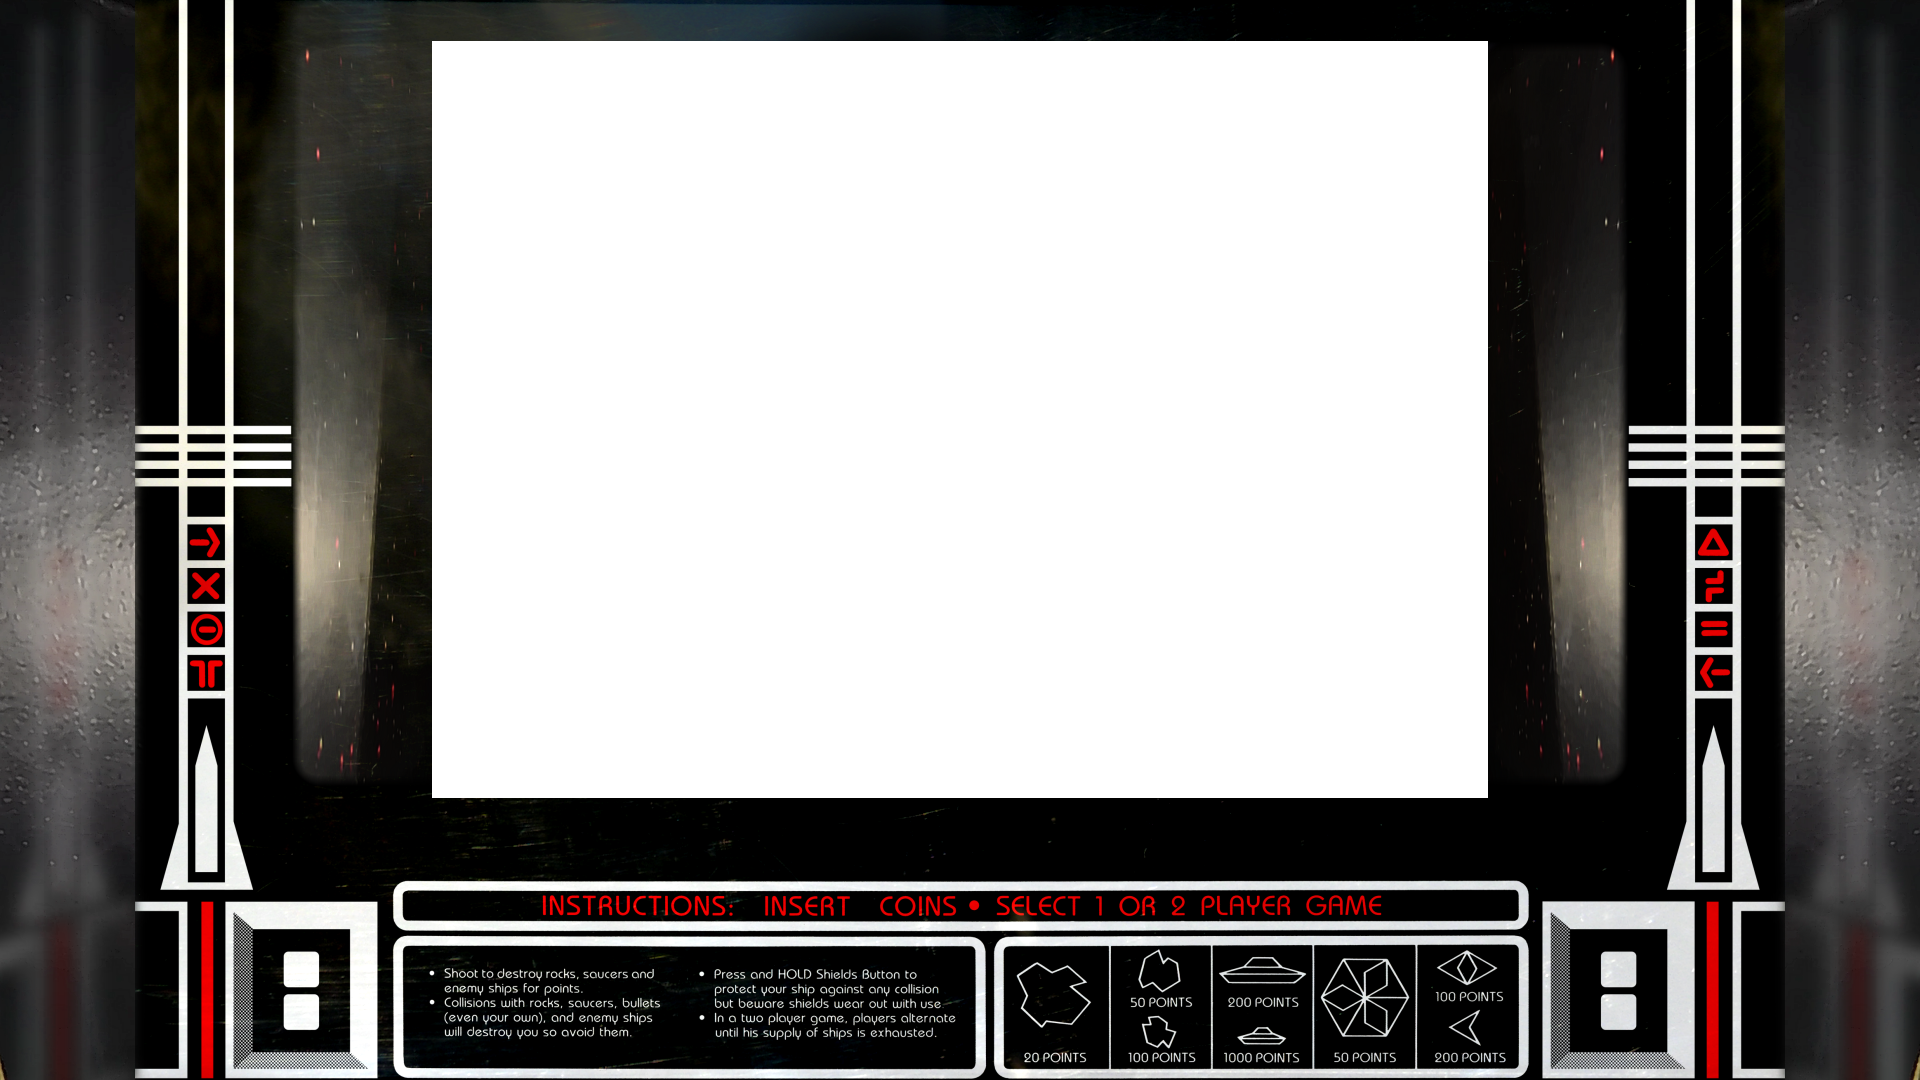 INSTRUCTIONS: INSERT COINS • SELECT 1 OR 2 PLAYER GAME
• Shoot to destroy rocks, saucers and
enemy ships for points.
• Collisions with rocks, saucers, bullets
(even your own), and enemy ships
will destroy you so avoid them.
• Press and HOLD Shields Button to
protect your ship against any collision
but beware shields wear out with use.
• In a two player game, players alternate
until his supply of ships is exhausted.
20 POINTS
50 POINTS
100 POINTS
200 POINTS
1000 POINTS
50 POINTS
100 POINTS
200 POINTS